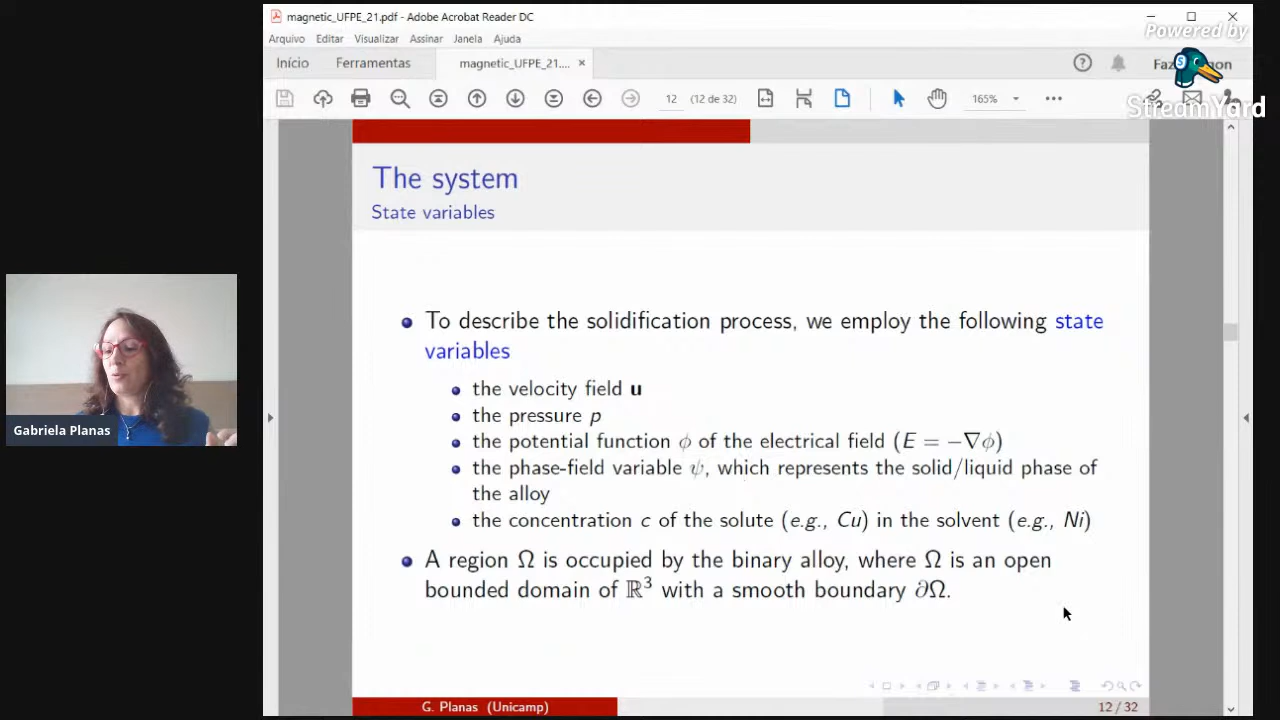 magnetic_UFPE_21.pdf - Adobe Acrobat Reader DC
Powered by
Arquivo Editar Visualizar Assinar Janela Ajuda
Início Ferramentas magnetic_UFPE_21.... ×
12 (12 de 32) 165%
StreamYard
The system
State variables
To describe the solidification process, we employ the following state
variables
the velocity field u
the pressure p
the potential function ϕ of the electrical field (E = −∇ϕ)
the phase-field variable ψ, which represents the solid/liquid phase of
the alloy
the concentration c of the solute (e.g., Cu) in the solvent (e.g., Ni)
A region Ω is occupied by the binary alloy, where Ω is an open
bounded domain of ℝ³ with a smooth boundary ∂Ω.
Gabriela Planas
G. Planas (Unicamp) 12 / 32